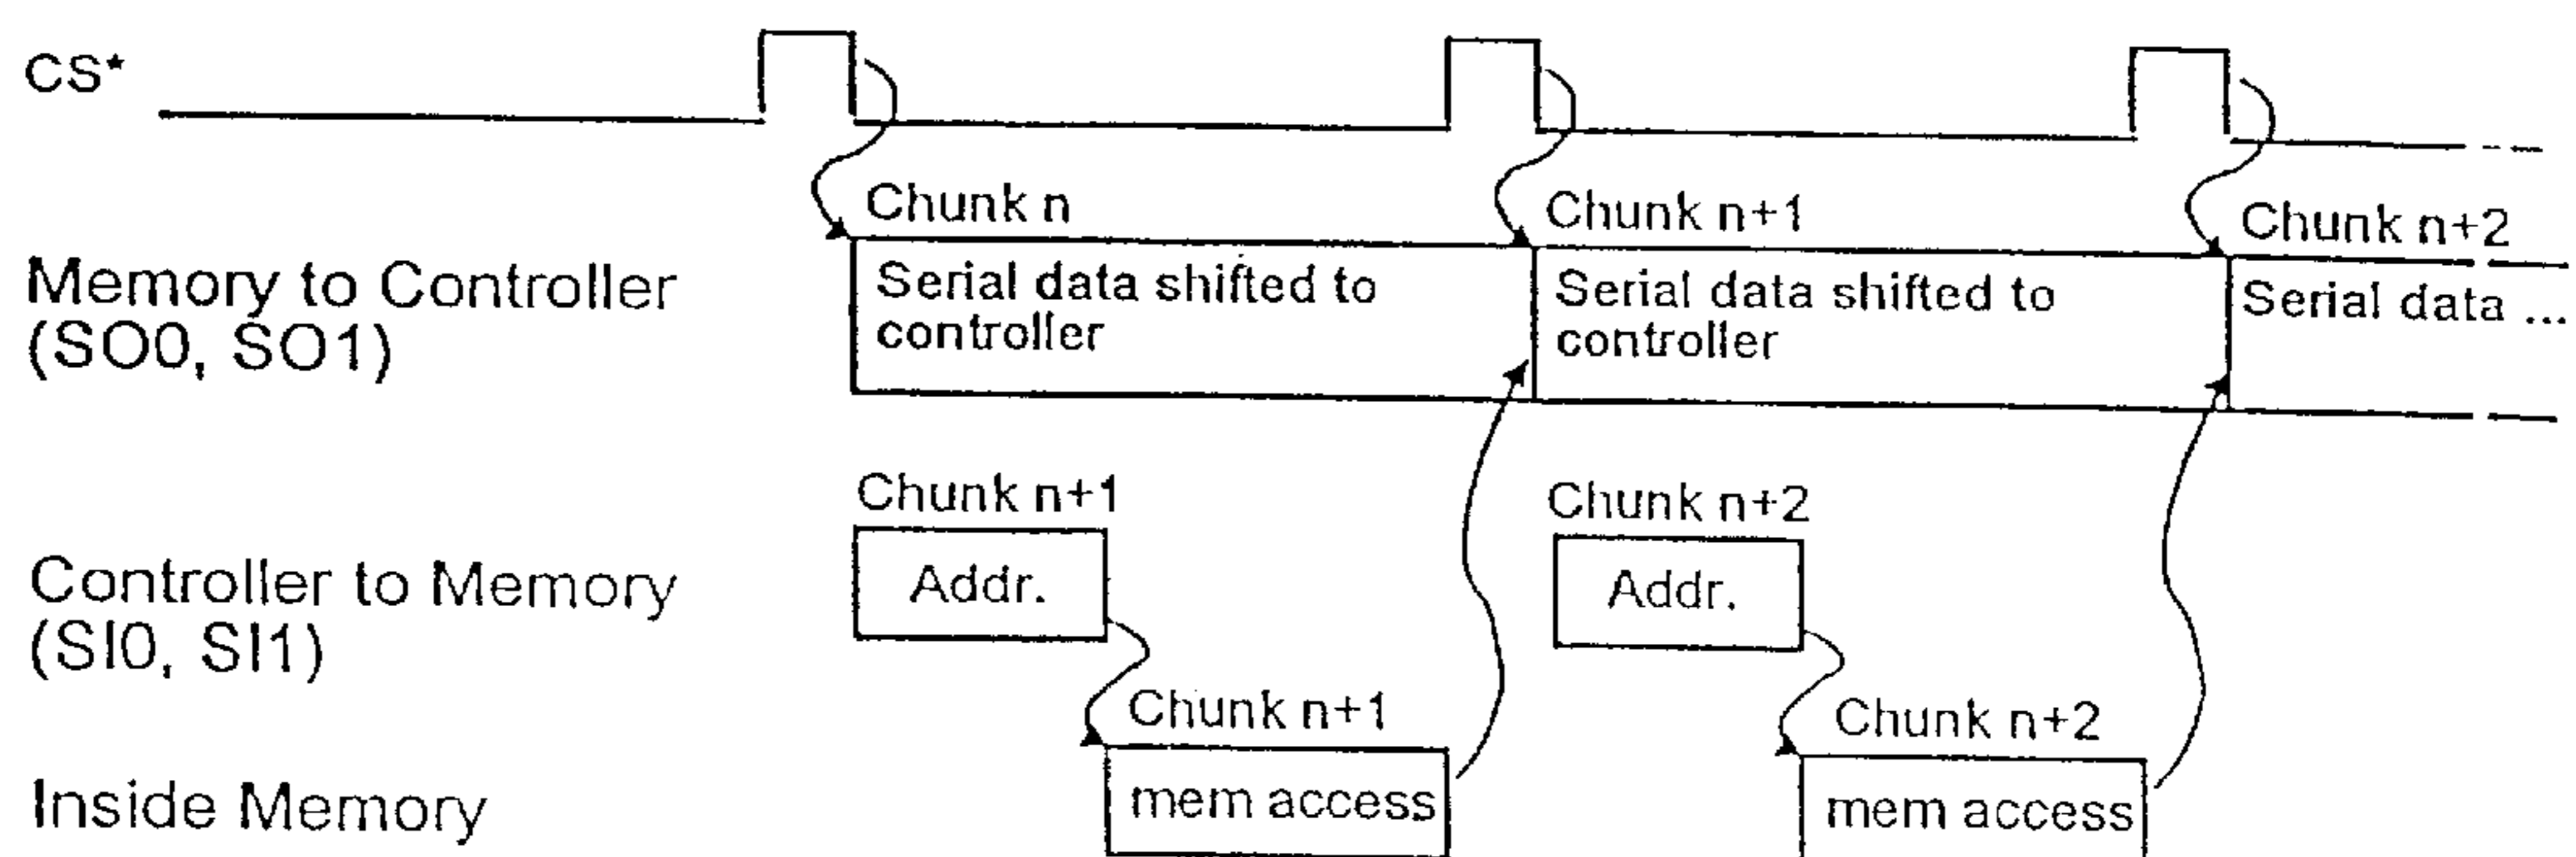 CS*
Chunk n
Chunk n+1
Chunk n+2
Memory to Controller
(SO0, SO1)
Serial data shifted to
controller
Serial data shifted to
controller
Serial data ...
Chunk n+1
Chunk n+2
Controller to Memory
(SI0, SI1)
Addr.
Addr.
Chunk n+1
Chunk n+2
Inside Memory
mem access
mem access